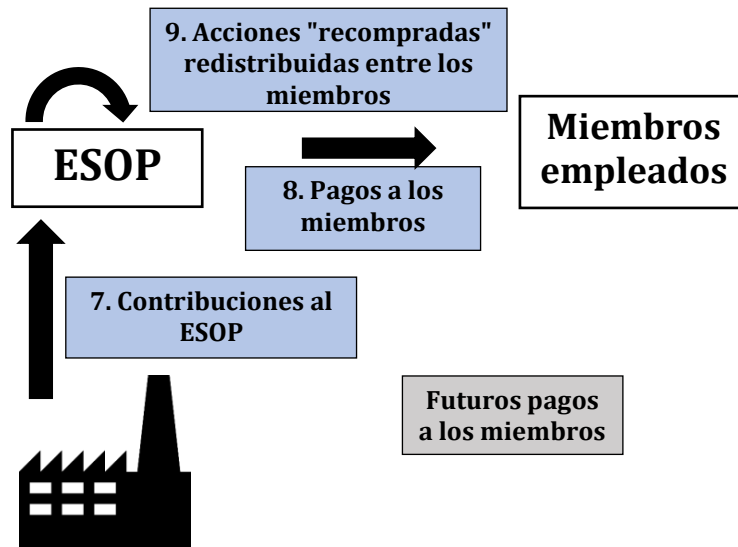 9. Acciones "recompradas"
redistribuidas entre los
miembros
ESOP
Miembros
empleados
8. Pagos a los
miembros
7. Contribuciones al
ESOP
Futuros pagos
a los miembros